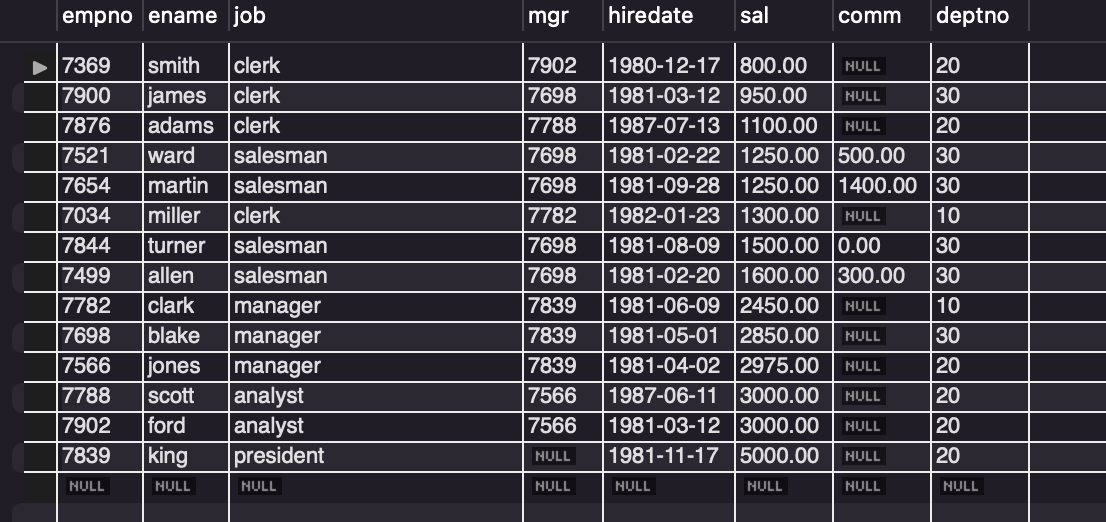 empno ename job mgr hiredate sal comm deptno
7369 smith clerk 7902 1980-12-17 800.00 NULL 20
7900 james clerk 7698 1981-03-12 950.00 NULL 30
7876 adams clerk 7788 1987-07-13 1100.00 NULL 20
7521 ward salesman 7698 1981-02-22 1250.00 500.00 30
7654 martin salesman 7698 1981-09-28 1250.00 1400.00 30
7034 miller clerk 7782 1982-01-23 1300.00 NULL 10
7844 turner salesman 7698 1981-08-09 1500.00 0.00 30
7499 allen salesman 7698 1981-02-20 1600.00 300.00 30
7782 clark manager 7839 1981-06-09 2450.00 NULL 10
7698 blake manager 7839 1981-05-01 2850.00 NULL 30
7566 jones manager 7839 1981-04-02 2975.00 NULL 20
7788 scott analyst 7566 1987-06-11 3000.00 NULL 20
7902 ford analyst 7566 1981-03-12 3000.00 NULL 20
7839 king president NULL 1981-11-17 5000.00 NULL 20
NULL NULL NULL NULL NULL NULL NULL NULL